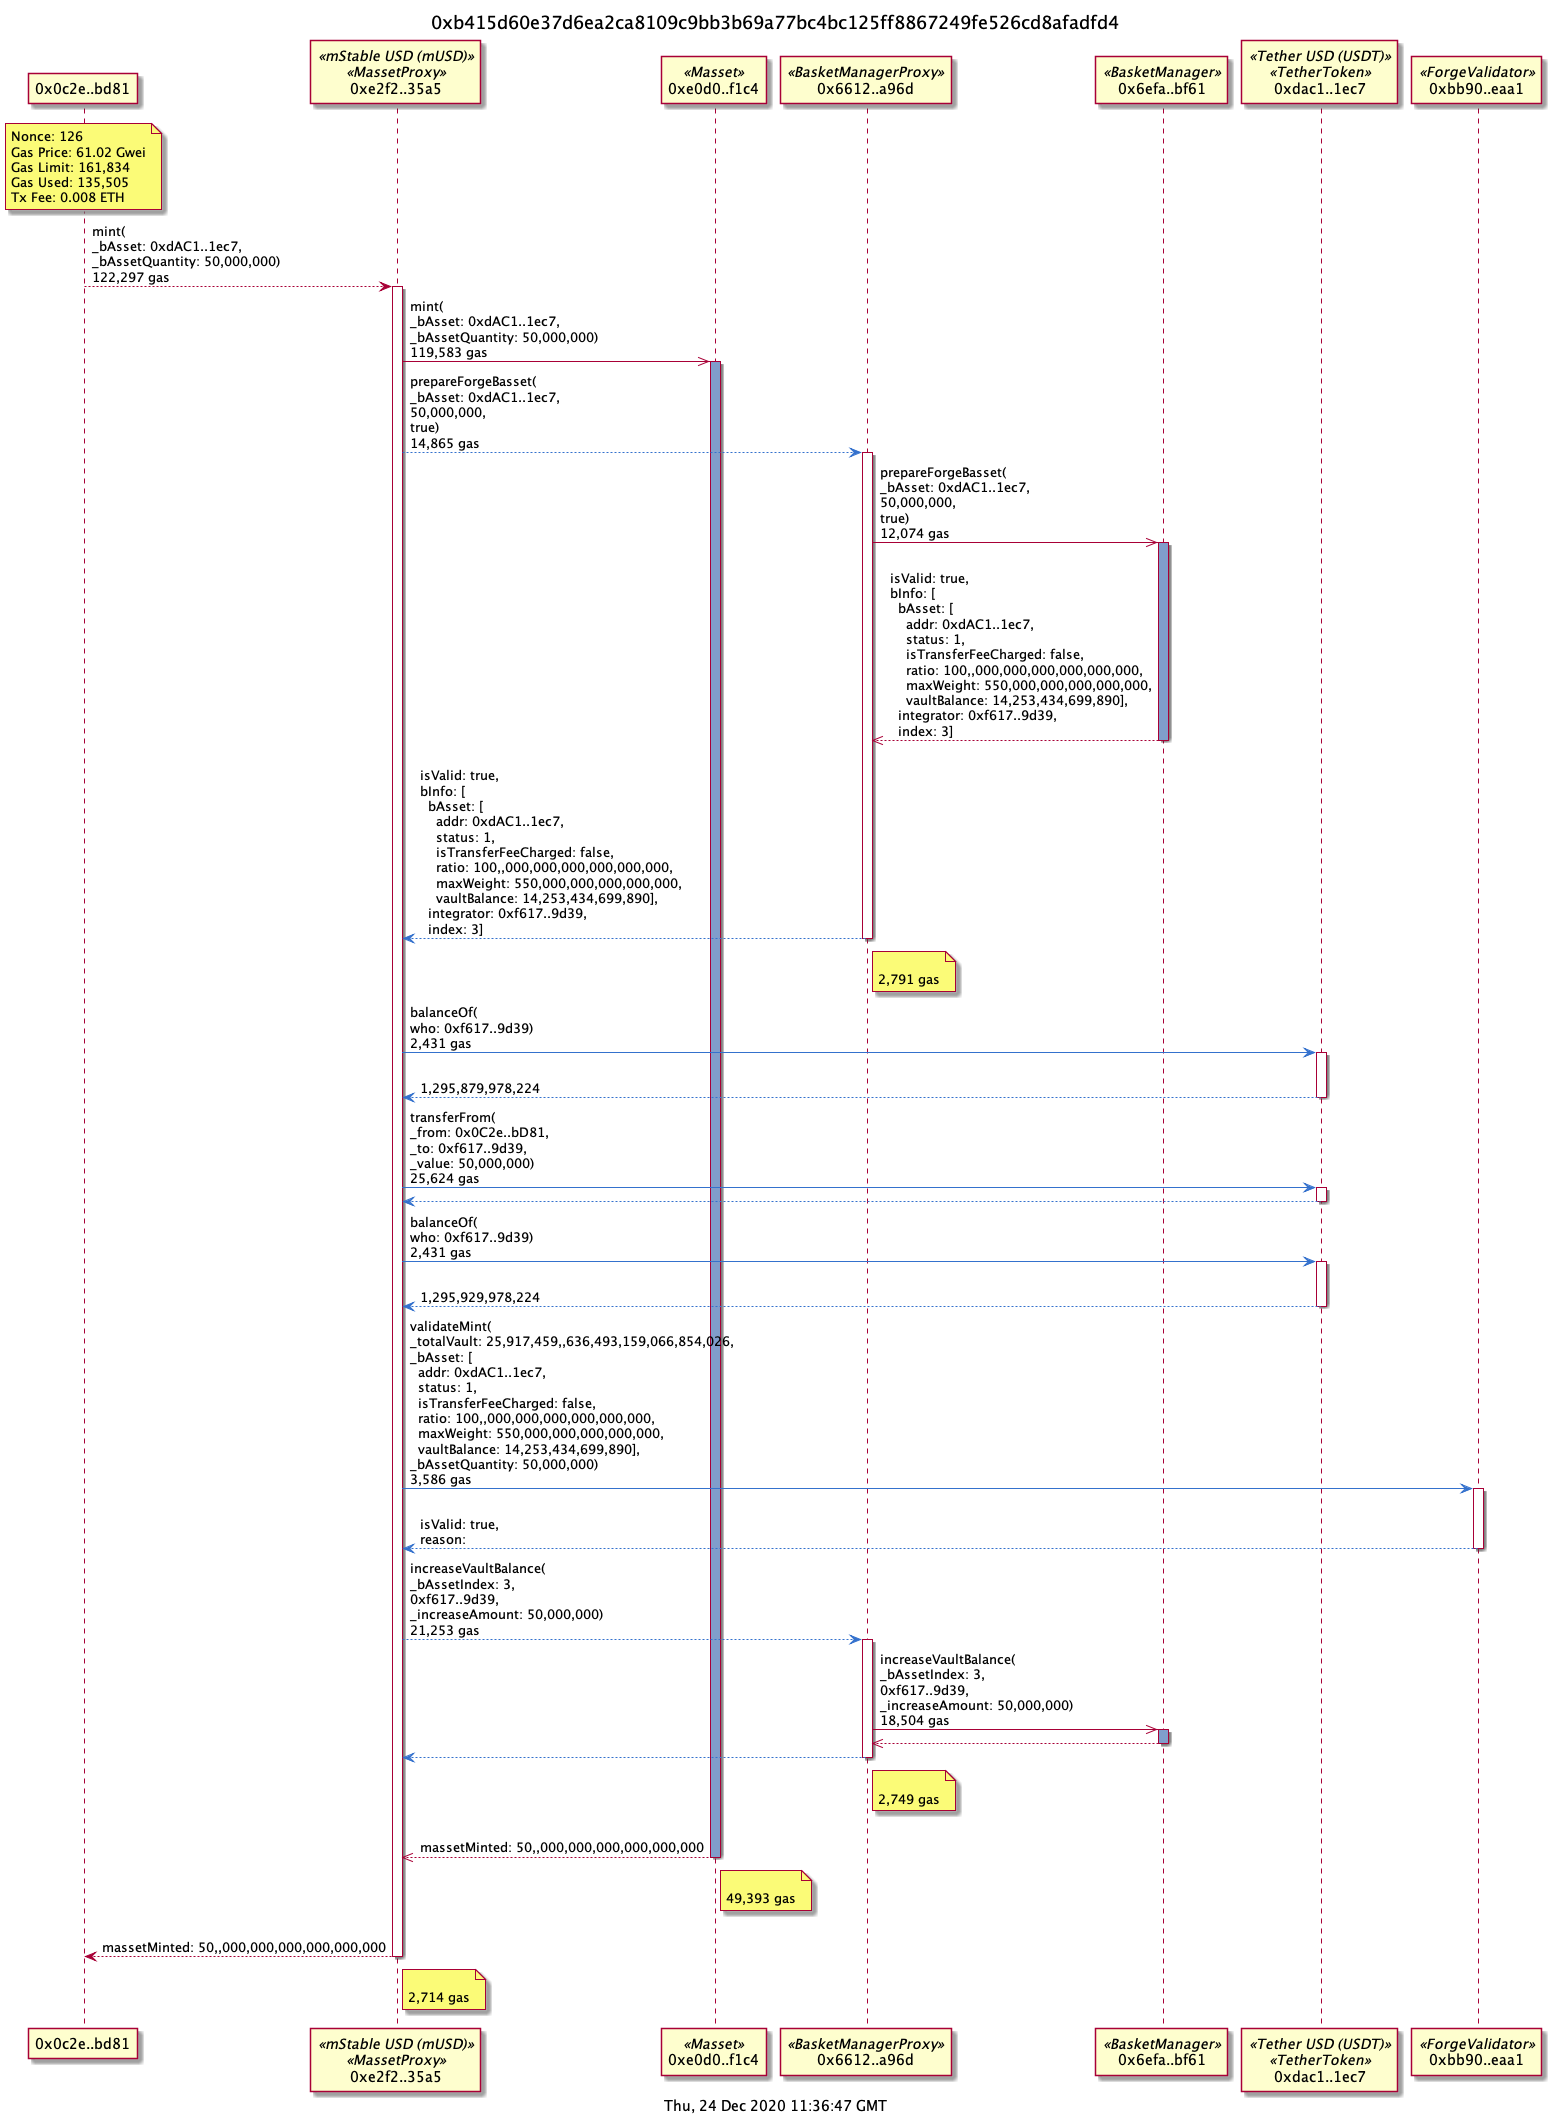 0xb415d60e37d6ea2ca8109c9bb3b69a77bc4bc125ff8867249fe526cd8afadfd4
0x0c2e..bd81
«mStable USD (mUSD)»
«MassetProxy»
0xe2f2..35a5
«Masset»
0xe0d0..f1c4
«BasketManagerProxy»
0x6612..a96d
«BasketManager»
0x6efa..bf61
«Tether USD (USDT)»
«TetherToken»
0xdac1..1ec7
«ForgeValidator»
0xbb90..eaa1
Nonce: 126
Gas Price: 61.02 Gwei
Gas Limit: 161,834
Gas Used: 135,505
Tx Fee: 0.008 ETH
mint(
_bAsset: 0xdAC1..1ec7,
_bAssetQuantity: 50,000,000)
122,297 gas
mint(
_bAsset: 0xdAC1..1ec7,
_bAssetQuantity: 50,000,000)
119,583 gas
prepareForgeBasset(
_bAsset: 0xdAC1..1ec7,
50,000,000,
true)
14,865 gas
prepareForgeBasset(
_bAsset: 0xdAC1..1ec7,
50,000,000,
true)
12,074 gas
isValid: true,
bInfo: [
bAsset: [
addr: 0xdAC1..1ec7,
status: 1,
isTransferFeeCharged: false,
ratio: 100,,000,000,000,000,000,000,
maxWeight: 550,000,000,000,000,000,
vaultBalance: 14,253,434,699,890],
integrator: 0xf617..9d39,
index: 3]
isValid: true,
bInfo: [
bAsset: [
addr: 0xdAC1..1ec7,
status: 1,
isTransferFeeCharged: false,
ratio: 100,,000,000,000,000,000,000,
maxWeight: 550,000,000,000,000,000,
vaultBalance: 14,253,434,699,890],
integrator: 0xf617..9d39,
index: 3]
2,791 gas
balanceOf(
who: 0xf617..9d39)
2,431 gas
1,295,879,978,224
transferFrom(
_from: 0x0C2e..bD81,
_to: 0xf617..9d39,
_value: 50,000,000)
25,624 gas
balanceOf(
who: 0xf617..9d39)
2,431 gas
1,295,929,978,224
validateMint(
_totalVault: 25,917,459,,636,493,159,066,854,026,
_bAsset: [
addr: 0xdAC1..1ec7,
status: 1,
isTransferFeeCharged: false,
ratio: 100,,000,000,000,000,000,000,
maxWeight: 550,000,000,000,000,000,
vaultBalance: 14,253,434,699,890],
_bAssetQuantity: 50,000,000)
3,586 gas
isValid: true,
reason:
increaseVaultBalance(
_bAssetIndex: 3,
0xf617..9d39,
_increaseAmount: 50,000,000)
21,253 gas
increaseVaultBalance(
_bAssetIndex: 3,
0xf617..9d39,
_increaseAmount: 50,000,000)
18,504 gas
2,749 gas
massetMinted: 50,,000,000,000,000,000,000
49,393 gas
massetMinted: 50,,000,000,000,000,000,000
2,714 gas
0x0c2e..bd81
«mStable USD (mUSD)»
«MassetProxy»
0xe2f2..35a5
«Masset»
0xe0d0..f1c4
«BasketManagerProxy»
0x6612..a96d
«BasketManager»
0x6efa..bf61
«Tether USD (USDT)»
«TetherToken»
0xdac1..1ec7
«ForgeValidator»
0xbb90..eaa1
Thu, 24 Dec 2020 11:36:47 GMT